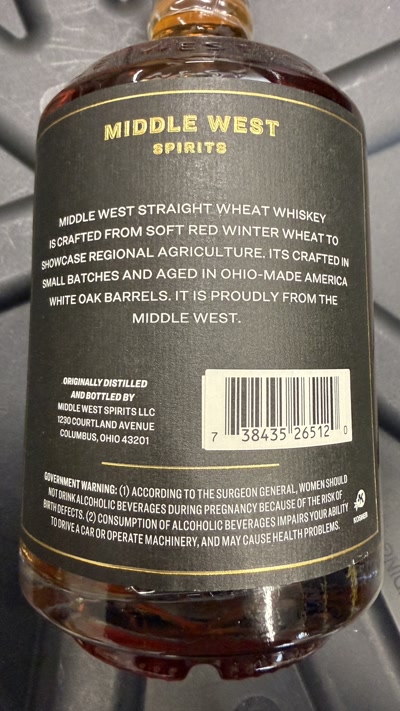 MIDDLE WEST
SPIRITS
MIDDLE WEST STRAIGHT WHEAT WHISKEY
IS CRAFTED FROM SOFT RED WINTER WHEAT TO
SHOWCASE REGIONAL AGRICULTURE. ITS CRAFTED IN
SMALL BATCHES AND AGED IN OHIO-MADE AMERICA
WHITE OAK BARRELS. IT IS PROUDLY FROM THE
MIDDLE WEST.
ORIGINALLY DISTILLED
AND BOTTLED BY
MIDDLE WEST SPIRITS LLC
1230 COURTLAND AVENUE
COLUMBUS, OHIO 43201
7 38435 26512 0
GOVERNMENT WARNING: (1) ACCORDING TO THE SURGEON GENERAL, WOMEN SHOULD
NOT DRINK ALCOHOLIC BEVERAGES DURING PREGNANCY BECAUSE OF THE RISK OF
BIRTH DEFECTS. (2) CONSUMPTION OF ALCOHOLIC BEVERAGES IMPAIRS YOUR ABILITY
TO DRIVE A CAR OR OPERATE MACHINERY, AND MAY CAUSE HEALTH PROBLEMS.